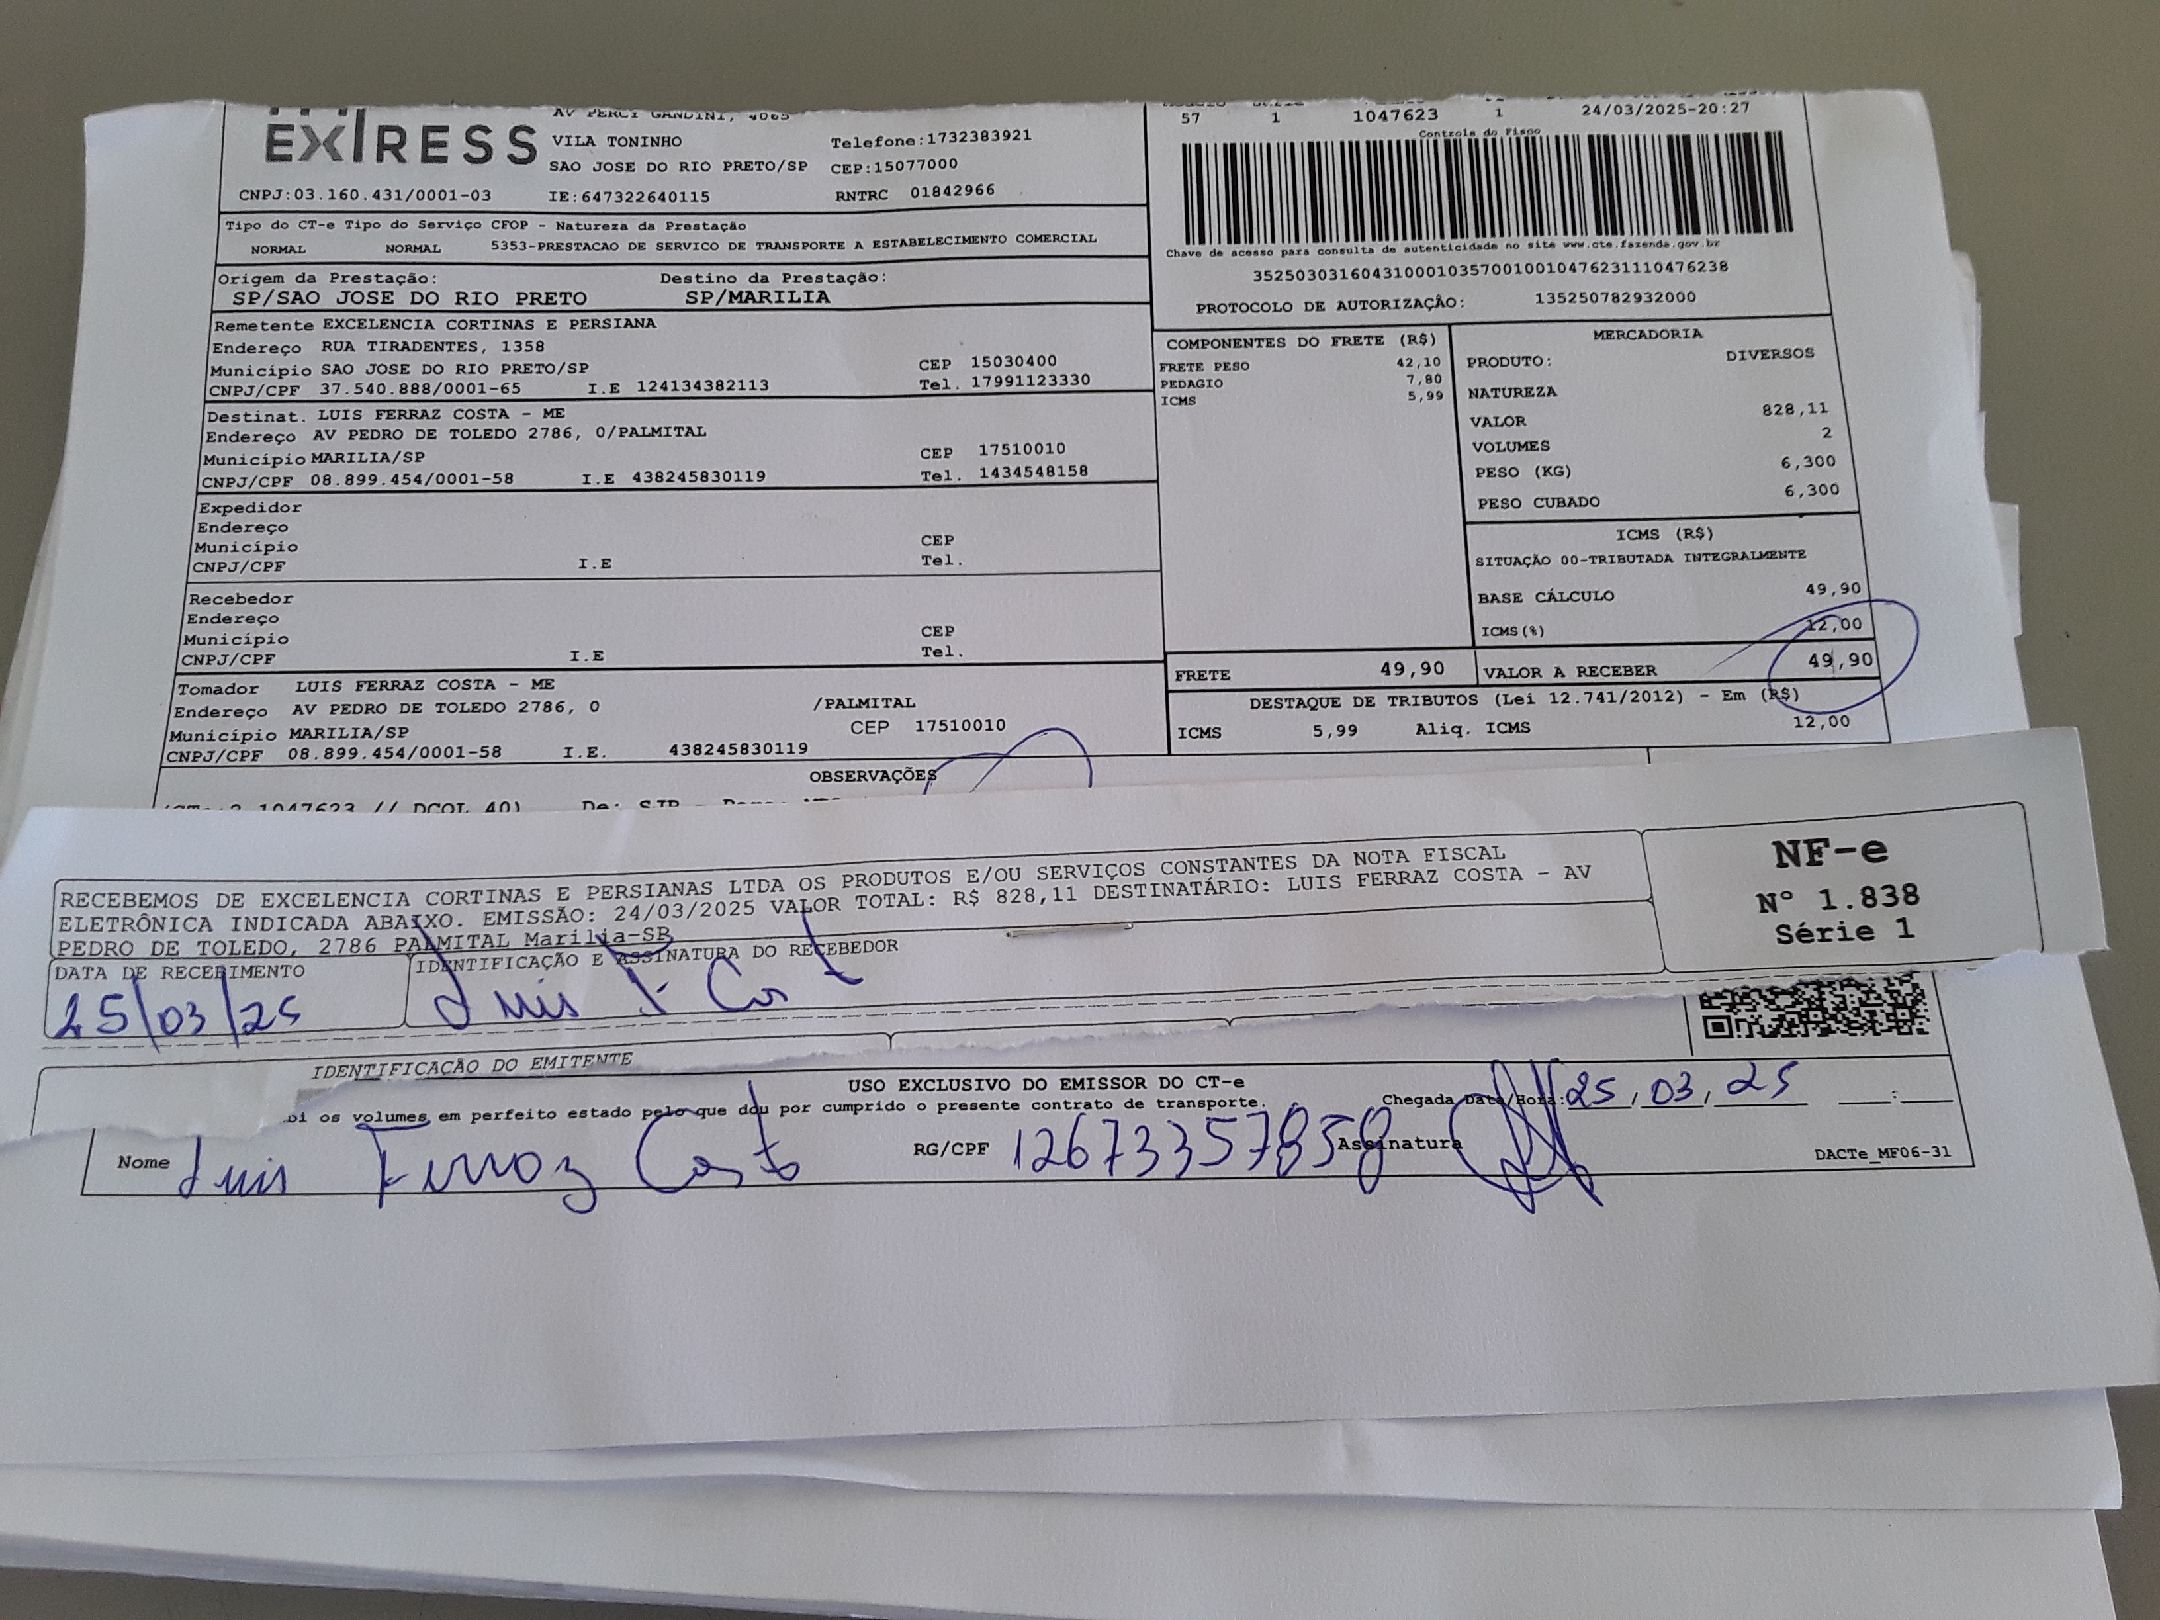 EXPRESS
AV PERCI GANDINI, 4065
VILA TONINHO Telefone:1732383921
SAO JOSE DO RIO PRETO/SP CEP:15077000
CNPJ:03.160.431/0001-03 IE:647322640115 RNTRC 01842966
57 1 1047623 1 24/03/2025-20:27
Controle do Fisco
Chave de acesso para consulta de autenticidade no site www.cte.fazenda.gov.br
35250303160431000103570010010476231110476238
PROTOCOLO DE AUTORIZAÇÂO: 135250782932000
Tipo do CT-e Tipo do Serviço CFOP - Natureza da Prestação
NORMAL NORMAL 5353-PRESTACAO DE SERVICO DE TRANSPORTE A ESTABELECIMENTO COMERCIAL
Origem da Prestação: Destino da Prestação:
SP/SAO JOSE DO RIO PRETO SP/MARILIA
Remetente EXCELENCIA CORTINAS E PERSIANA
Endereço RUA TIRADENTES, 1358
Município SAO JOSE DO RIO PRETO/SP CEP 15030400
CNPJ/CPF 37.540.888/0001-65 I.E 124134382113 Tel. 17991123330
Destinat. LUIS FERRAZ COSTA - ME
Endereço AV PEDRO DE TOLEDO 2786, 0/PALMITAL
Município MARILIA/SP CEP 17510010
CNPJ/CPF 08.899.454/0001-58 I.E 438245830119 Tel. 1434548158
Expedidor
Endereço
Município CEP
CNPJ/CPF I.E Tel.
Recebedor
Endereço
Município CEP
CNPJ/CPF I.E Tel.
Tomador LUIS FERRAZ COSTA - ME
Endereço AV PEDRO DE TOLEDO 2786, 0 /PALMITAL
Município MARILIA/SP CEP 17510010
CNPJ/CPF 08.899.454/0001-58 I.E. 438245830119
COMPONENTES DO FRETE (R$)
FRETE PESO 42,10
PEDAGIO 7,80
ICMS 5,99
MERCADORIA
PRODUTO: DIVERSOS
NATUREZA
VALOR 828,11
VOLUMES 2
PESO (KG) 6,300
PESO CUBADO 6,300
ICMS (R$)
SITUAÇÃO 00-TRIBUTADA INTEGRALMENTE
BASE CÁLCULO 49,90
ICMS(%) 12,00
FRETE 49,90 VALOR A RECEBER 49,90
DESTAQUE DE TRIBUTOS (Lei 12.741/2012) - Em (R$)
ICMS 5,99 Aliq. ICMS 12,00
OBSERVAÇÕES
1047623 // DCOL 40) De: SJP
RECEBEMOS DE EXCELENCIA CORTINAS E PERSIANAS LTDA OS PRODUTOS E/OU SERVIÇOS CONSTANTES DA NOTA FISCAL
ELETRÔNICA INDICADA ABAIXO. EMISSÃO: 24/03/2025 VALOR TOTAL: R$ 828,11 DESTINATÁRIO: LUIS FERRAZ COSTA - AV
PEDRO DE TOLEDO, 2786 PALMITAL Marilia-SP
DATA DE RECEBIMENTO IDENTIFICAÇÃO E ASSINATURA DO RECEBEDOR
25/03/25 Luis F Cost
NF-e
Nº 1.838
Série 1
IDENTIFICAÇÃO DO EMITENTE
USO EXCLUSIVO DO EMISSOR DO CT-e
bi os volumes em perfeito estado pelo que dou por cumprido o presente contrato de transporte. Chegada Data/Hora: 25/03/25 __:__
Nome Luis Ferraz Costa RG/CPF 12673357858 Assinatura
DACTe_MF06-31